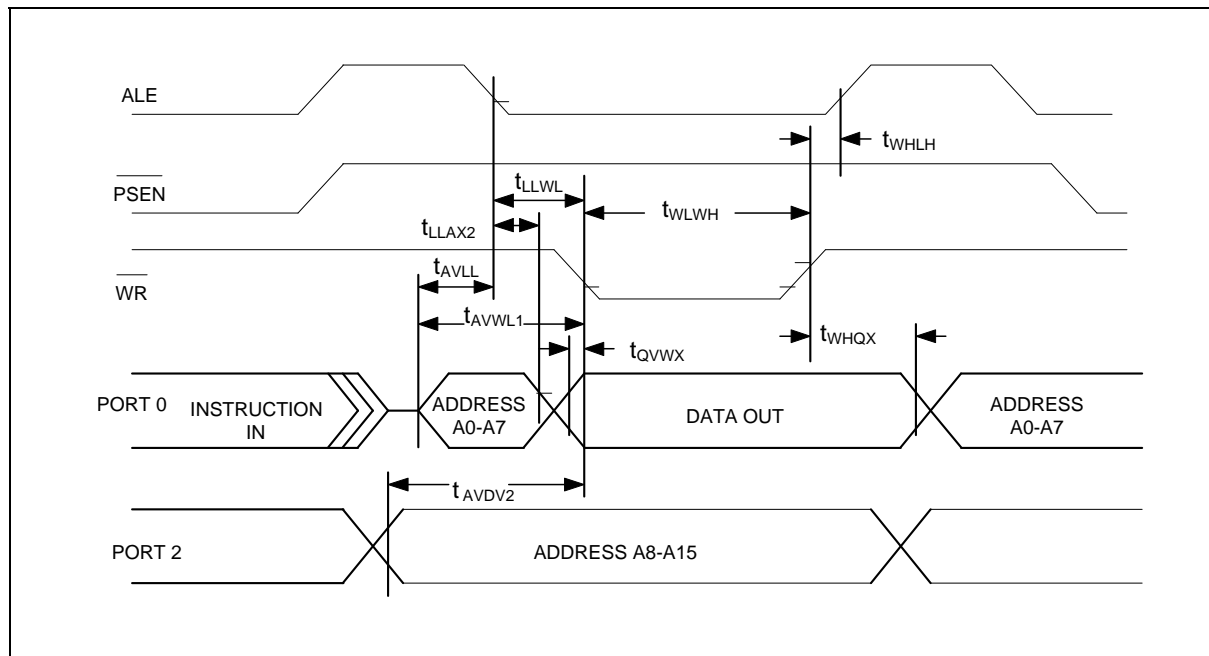 ALE
tWHLH
PSEN
tLLWL
tWLWH
tLLAX2
tAVLL
WR
tAVWL1
tWHQX
tQVWX
PORT 0
INSTRUCTION
IN
ADDRESS
A0-A7
DATA OUT
ADDRESS
A0-A7
tAVDV2
PORT 2
ADDRESS A8-A15